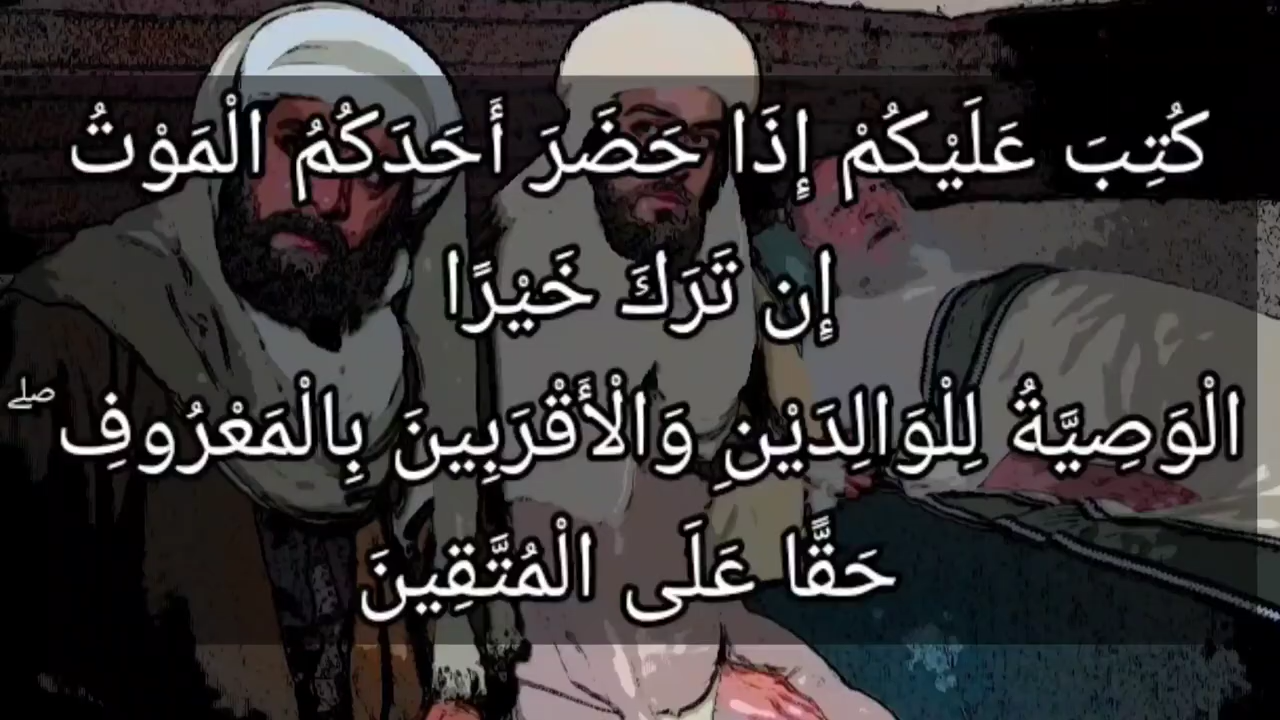 كُتِبَ عَلَيْكُمْ إِذَا حَضَرَ أَحَدَكُمُ الْمَوْتُ
إِن تَرَكَ خَيْرًا
الْوَصِيَّةُ لِلْوَالِدَيْنِ وَالْأَقْرَبِينَ بِالْمَعْرُوفِ ۖ
حَقًّا عَلَى الْمُتَّقِينَ